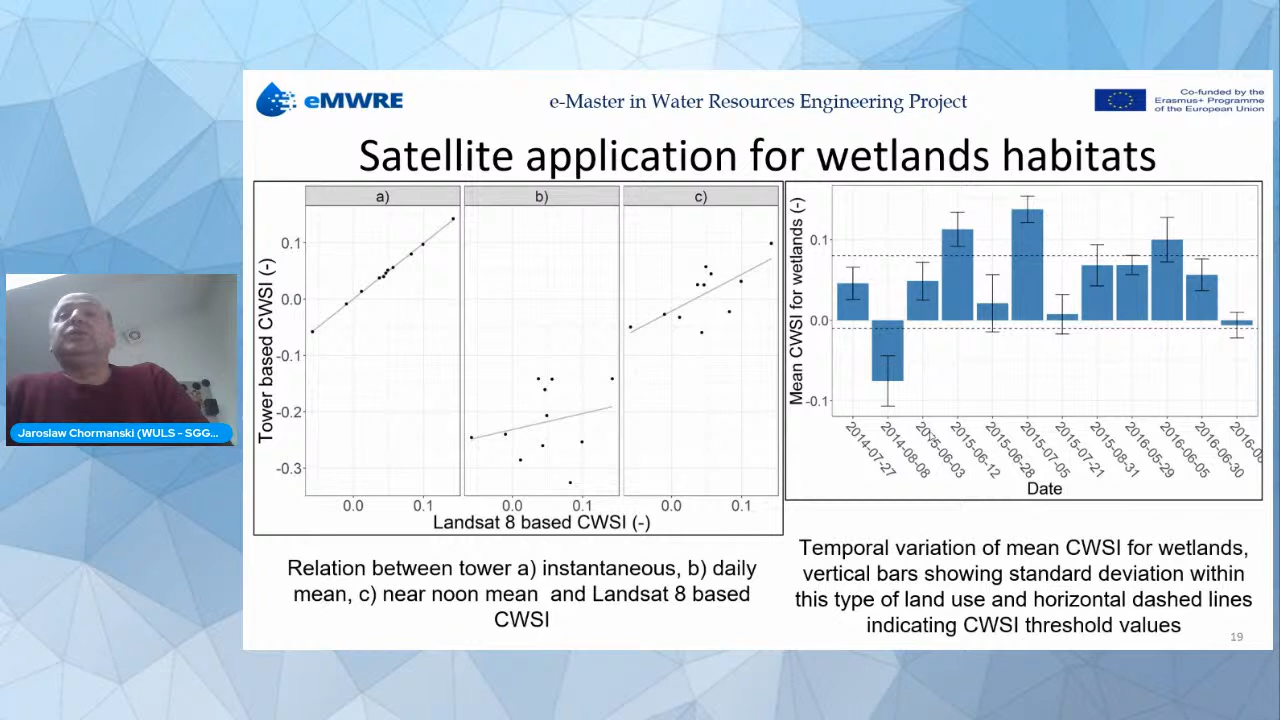 eMWRE
e-Master in Water Resources Engineering Project
Co-funded by the
Erasmus+ Programme
of the European Union
Satellite application for wetlands habitats
a)
b)
c)
Tower based CWSI (-)
0.1
0.0
-0.1
-0.2
-0.3
0.0
0.1
0.0
0.1
0.0
0.1
Landsat 8 based CWSI (-)
Mean CWSI for wetlands (-)
0.1
0.0
-0.1
2014-07-27
2014-08-08
2015-06-03
2015-06-12
2015-06-28
2015-07-05
2015-07-21
2015-08-31
2016-05-29
2016-06-05
2016-06-30
2016-0
Date
Relation between tower a) instantaneous, b) daily
mean, c) near noon mean and Landsat 8 based
CWSI
Temporal variation of mean CWSI for wetlands,
vertical bars showing standard deviation within
this type of land use and horizontal dashed lines
indicating CWSI threshold values
19
Jaroslaw Chormanski (WULS - SGG...